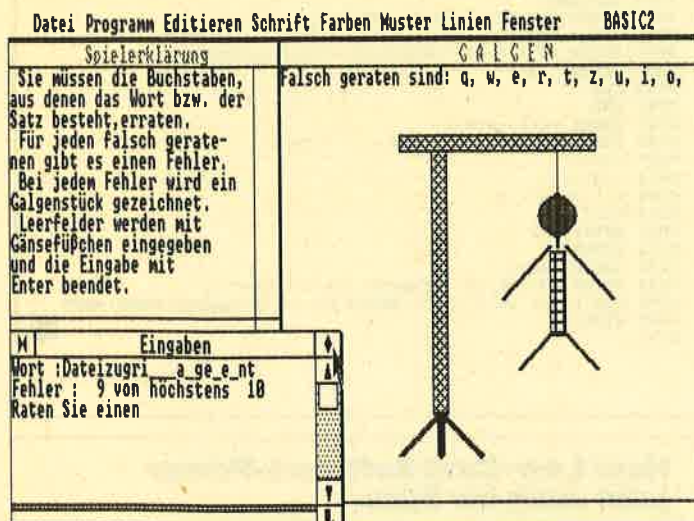 Datei Programm Editieren Schrift Farben Muster Linien Fenster BASIC2
Spielerklärung
Sie müssen die Buchstaben,
aus denen das Wort bzw. der
Satz besteht,erraten.
Für jeden falsch gerate-
nen gibt es einen Fehler.
Bei jedem Fehler wird ein
Galgenstück gezeichnet.
Leerfelder werden mit
Gänsefüßchen eingegeben
und die Eingabe mit
Enter beendet.
G A L G E N
Falsch geraten sind: q, w, e, r, t, z, u, i, o,
Eingaben
Wort :Dateizugri___a_ge_e_nt
Fehler : 9 von höchstens 10
Raten Sie einen